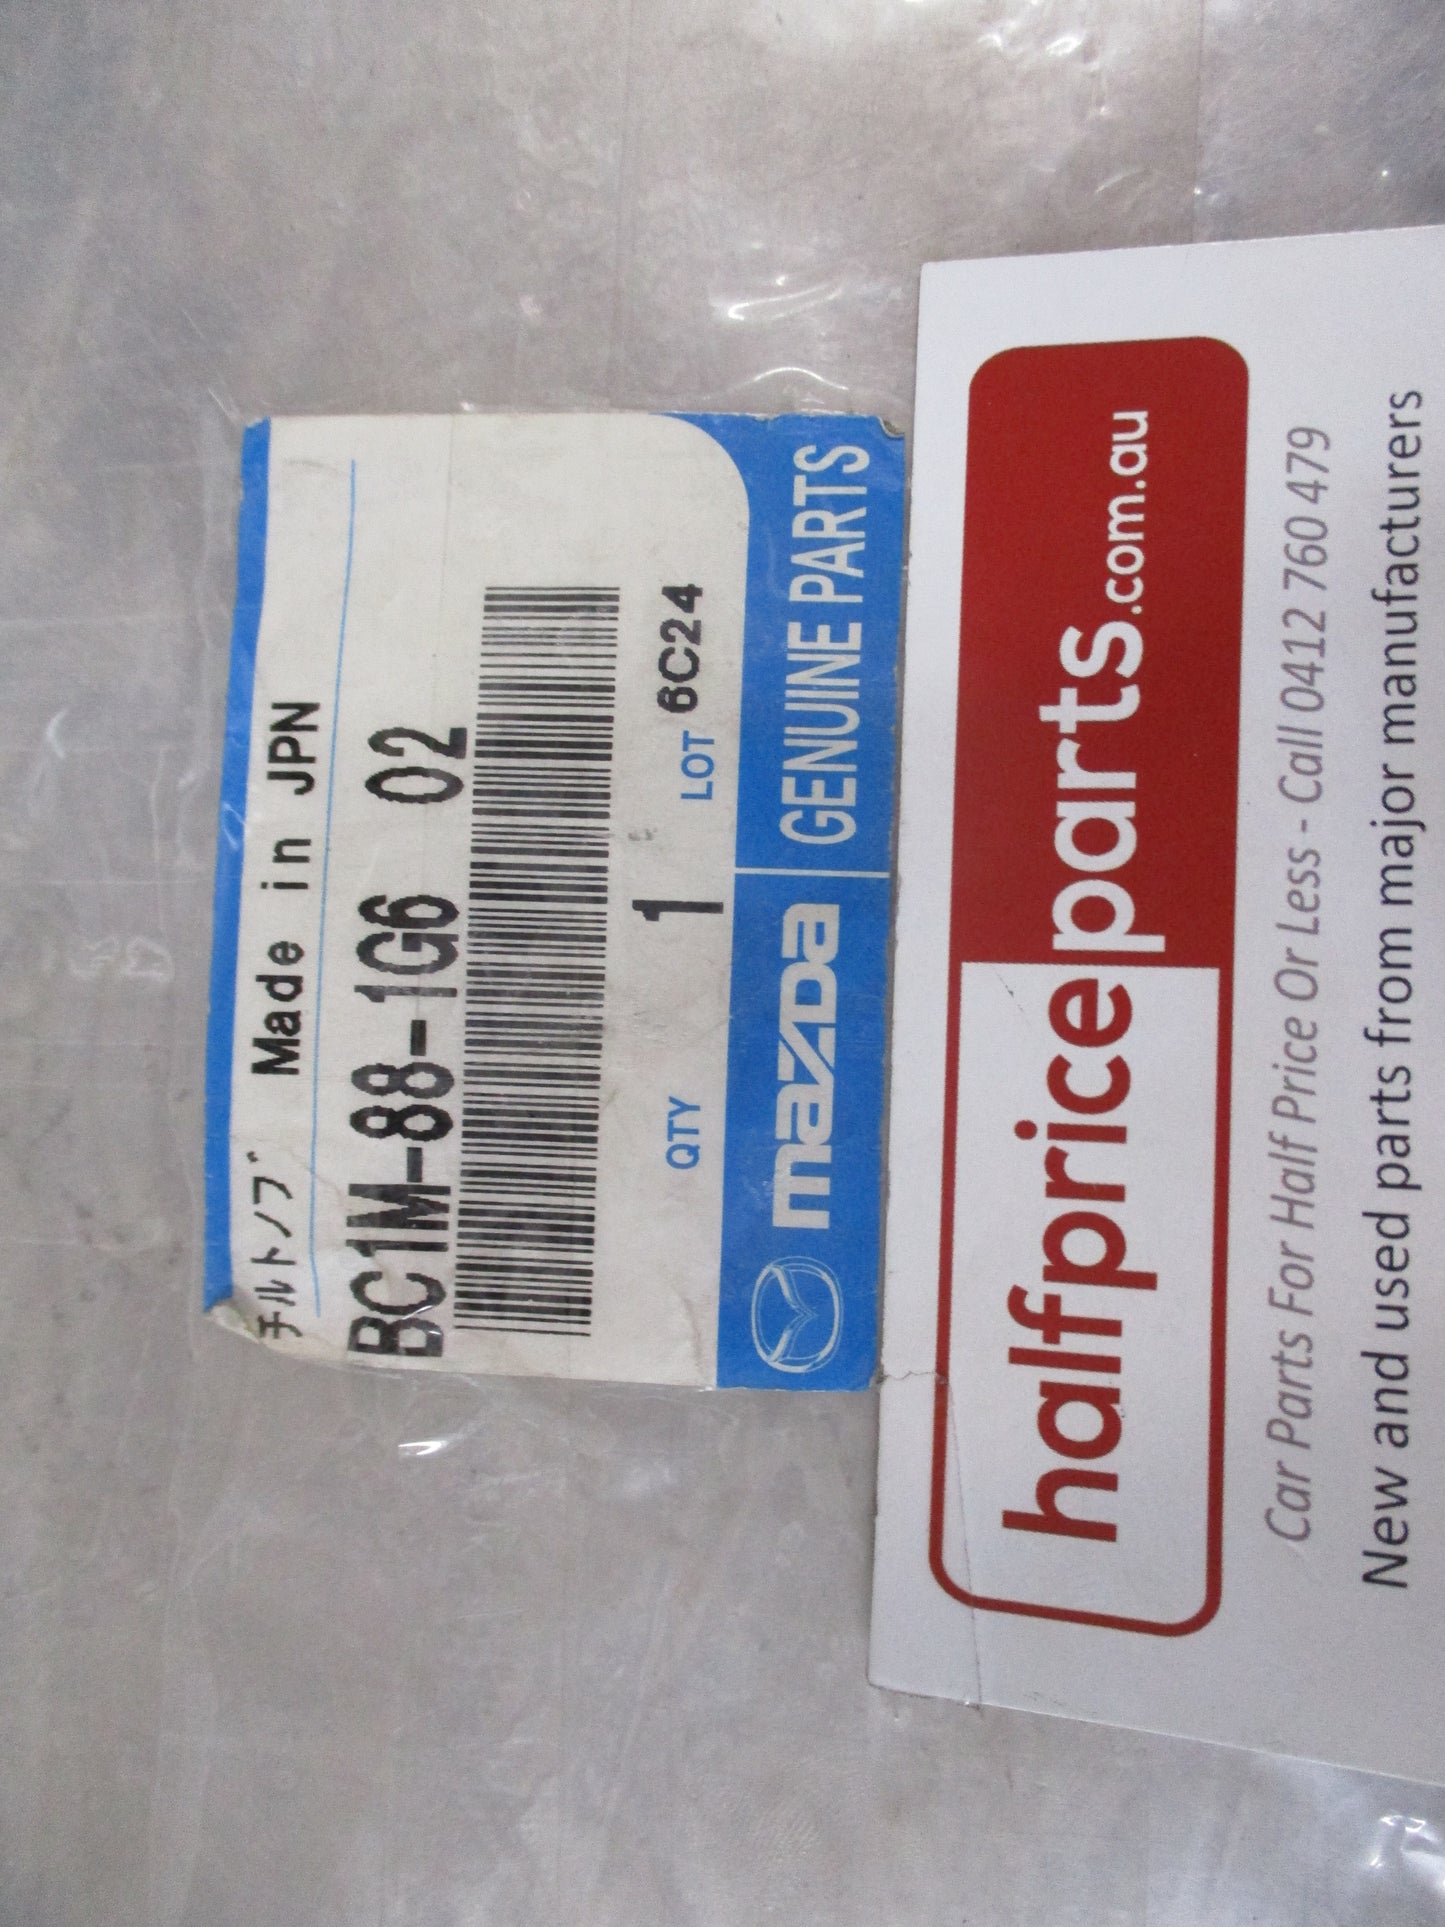 チルトノブ Made in JPN
BC1M-88-1G6 02
QTY 1 LOT 6C24
mazda GENUINE PARTS
halfpriceparts.com.au
Car Parts For Half Price Or Less - Call 0412 760 479
New and used parts from major manufacturers